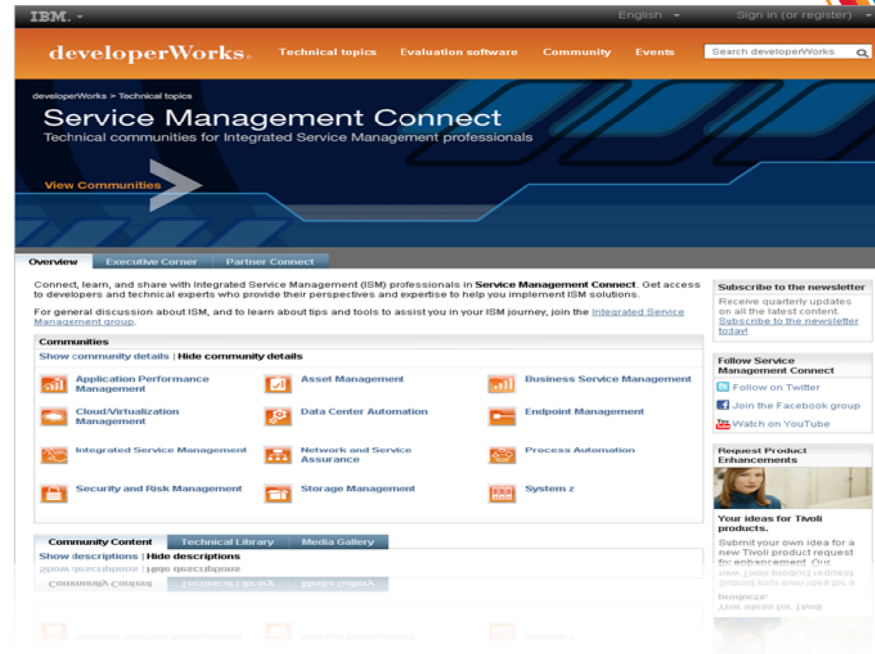 IBM.
English
Sign in (or register)
developerWorks.
Technical topics
Evaluation software
Community
Events
Search developerWorks
developerWorks > Technical topics
Service Management Connect
Technical communities for Integrated Service Management professionals
View Communities
Overview
Executive Corner
Partner Connect
Connect, learn, and share with Integrated Service Management (ISM) professionals in Service Management Connect. Get access
to developers and technical experts who provide their perspectives and expertise to help you implement ISM solutions.
For general discussion about ISM, and to learn about tips and tools to assist you in your ISM journey, join the Integrated Service
Management group.
Communities
Show community details | Hide community details
Application Performance
Management
Asset Management
Business Service Management
Cloud/Virtualization
Management
Data Center Automation
Endpoint Management
Integrated Service Management
Network and Service
Assurance
Process Automation
Security and Risk Management
Storage Management
System z
Community Content
Technical Library
Media Gallery
Show descriptions | Hide descriptions
Subscribe to the newsletter
Receive quarterly updates
on all the latest content.
Subscribe to the newsletter
today!
Follow Service
Management Connect
Follow on Twitter
Join the Facebook group
Watch on YouTube
Request Product
Enhancements
Your ideas for Tivoli
products.
Submit your own idea for a
new Tivoli product request
for enhancement. Our